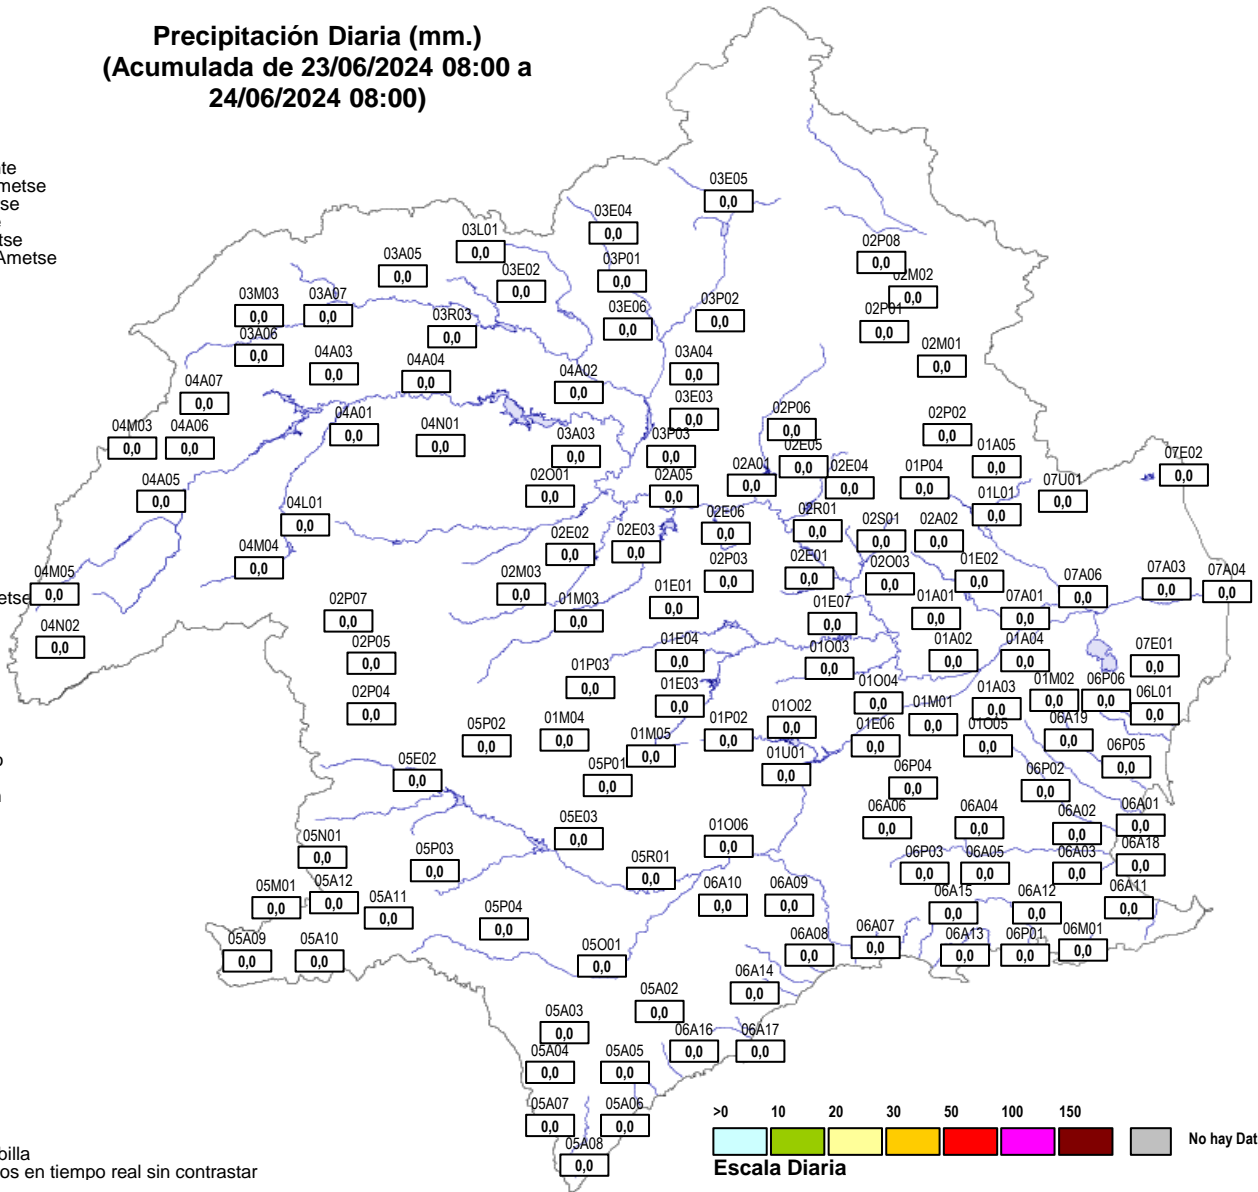 Precipitación Diaria (mm.)
(Acumulada de 23/06/2024 08:00 a
24/06/2024 08:00)
03E05
0,0
03E04
0,0
03L01
0,0
02P08
0,0
03A05
0,0
03P01
0,0
03E02
0,0
02M02
0,0
03M03
0,0
03A07
0,0
03P02
0,0
03E06
0,0
02P01
0,0
03R03
0,0
03A06
0,0
02M01
0,0
04A03
0,0
03A04
0,0
04A04
0,0
04A02
0,0
04A07
0,0
03E03
0,0
02P06
0,0
04A01
0,0
02P02
0,0
04M03
0,0
04A06
0,0
04N01
0,0
03A03
0,0
03P03
0,0
02E05
0,0
01A05
0,0
07E02
0,0
02A01
0,0
02E04
0,0
01P04
0,0
02O01
0,0
02A05
0,0
04A05
0,0
07U01
0,0
01L01
0,0
04L01
0,0
02R01
0,0
02E06
0,0
02S01
0,0
02A02
0,0
02E02
0,0
02E03
0,0
04M04
0,0
02E01
0,0
02P03
0,0
02O03
0,0
01E02
0,0
07A03
0,0
07A04
0,0
04M05
0,0
02M03
0,0
07A06
0,0
01E01
0,0
02P07
0,0
01M03
0,0
01A01
0,0
07A01
0,0
01E07
0,0
04N02
0,0
02P05
0,0
01E04
0,0
01O03
0,0
01A02
0,0
01A04
0,0
07E01
0,0
01P03
0,0
01E03
0,0
01O04
0,0
01M02
0,0
06P06
0,0
01A03
0,0
06L01
0,0
02P04
0,0
01M01
0,0
01O02
0,0
05P02
0,0
01M04
0,0
01P02
0,0
01E06
0,0
01O05
0,0
06A19
0,0
01M05
0,0
06P05
0,0
05E02
0,0
05P01
0,0
01U01
0,0
06P04
0,0
06P02
0,0
05E03
0,0
06A06
0,0
06A04
0,0
06A02
0,0
06A01
0,0
01O06
0,0
05N01
0,0
05P03
0,0
05R01
0,0
06P03
0,0
06A05
0,0
06A03
0,0
06A18
0,0
05M01
0,0
05A12
0,0
05A11
0,0
06A10
0,0
06A09
0,0
06A15
0,0
06A12
0,0
06A11
0,0
05P04
0,0
05A09
0,0
05A10
0,0
05O01
0,0
06A08
0,0
06A07
0,0
06A13
0,0
06P01
0,0
06M01
0,0
06A14
0,0
05A02
0,0
05A03
0,0
06A16
0,0
06A17
0,0
05A04
0,0
05A05
0,0
05A07
0,0
05A06
0,0
05A08
0,0
>0 10 20 30 50 100 150
No hay Dat
Escala Diaria
nte
metse
se
tse
Ametse
etse
billa
os en tiempo real sin contrastar